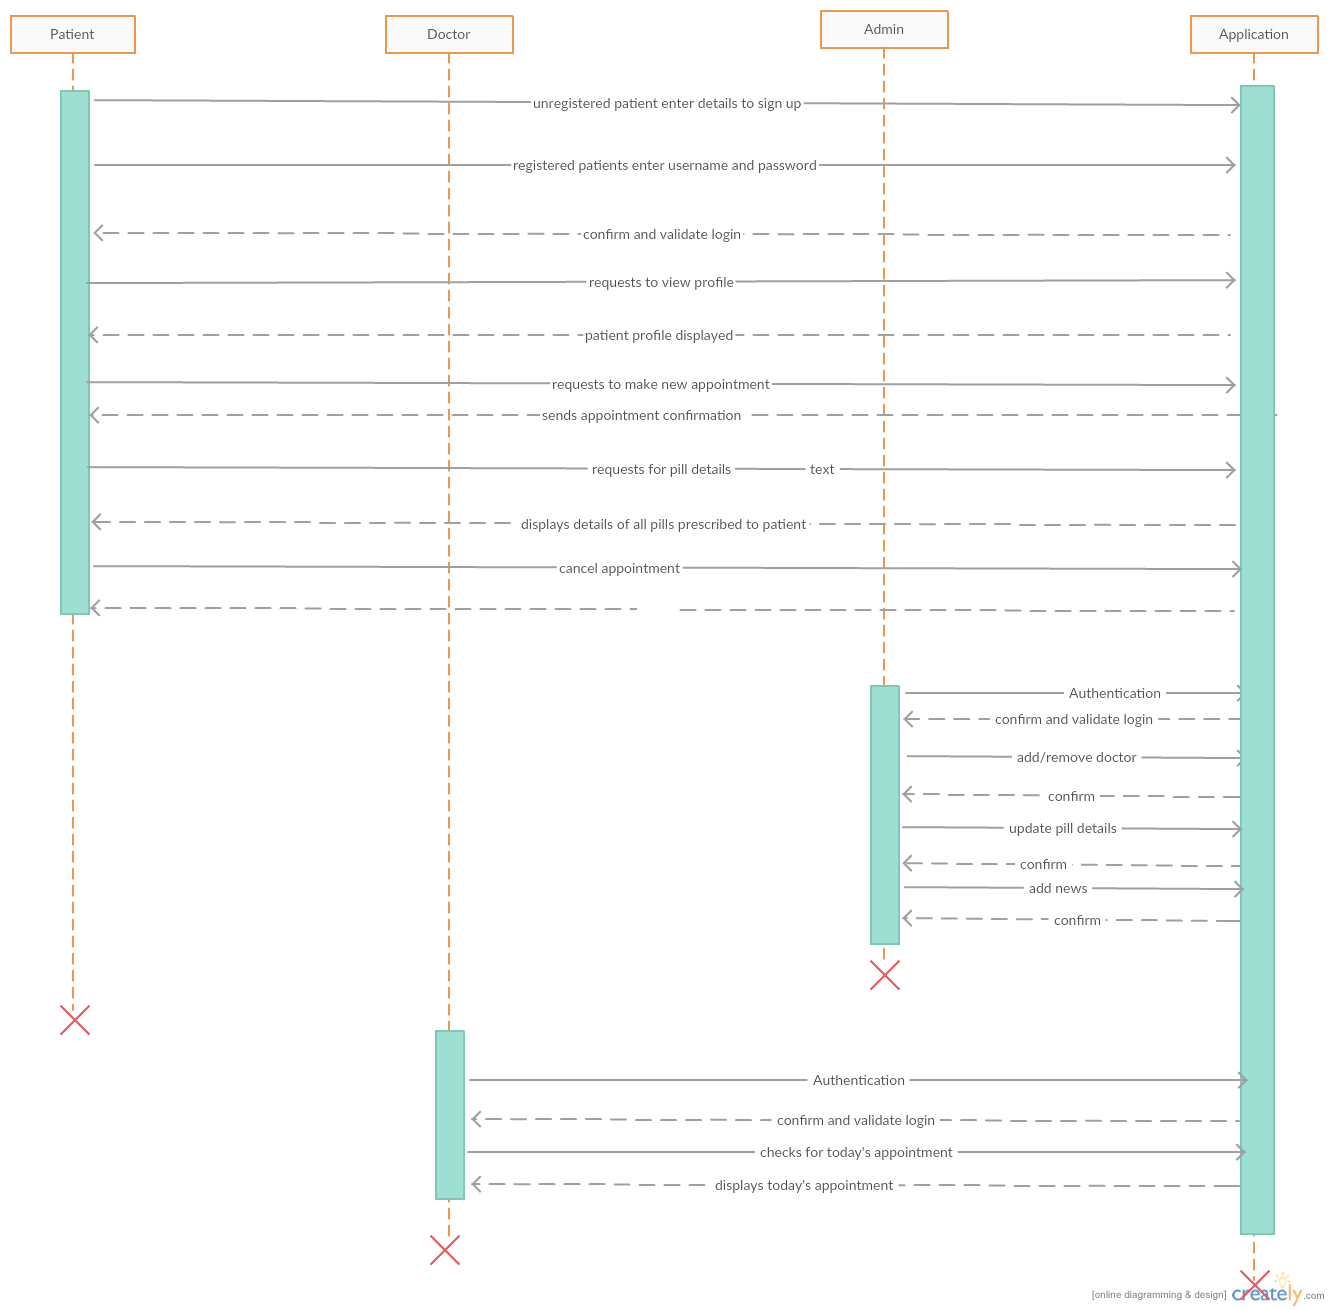 Patient
Doctor
Admin
Application
unregistered patient enter details to sign up
registered patients enter username and password
confirm and validate login
requests to view profile
patient profile displayed
requests to make new appointment
sends appointment confirmation
requests for pill details text
displays details of all pills prescribed to patient
cancel appointment
Authentication
confirm and validate login
add/remove doctor
confirm
update pill details
confirm
add news
confirm
Authentication
confirm and validate login
checks for today's appointment
displays today's appointment
[online diagramming & design] creately.com